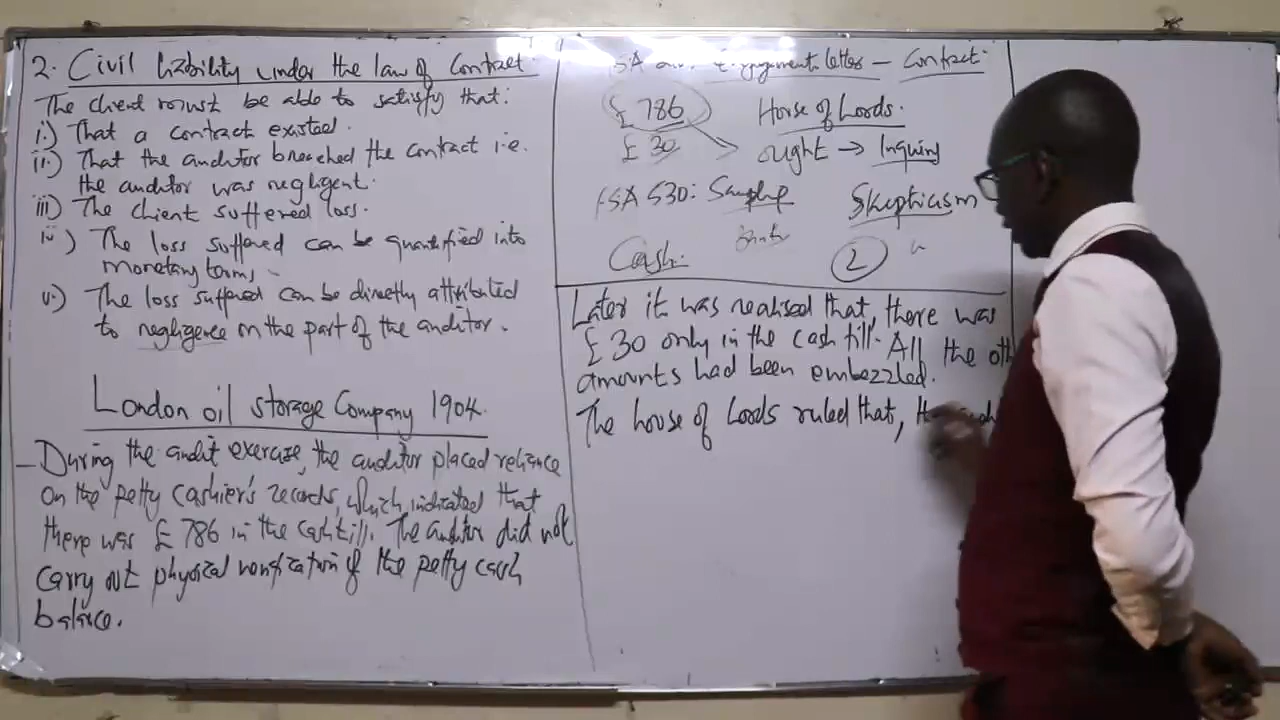 2. Civil liability under the law of Contract.
The client must be able to satisfy that:
i.) That a contract existed.
ii.) That the auditor breached the contract i.e.
the auditor was negligent.
iii) The client suffered loss.
iv) The loss suffered can be quantified into
monetary terms.
v.) The loss suffered can be directly attributed
to negligence on the part of the auditor.
London oil storage Company 1904.
- During the audit exercise, the auditor placed reliance
on the petty cashier's records, which indicated that
there was £ 786 in the cash till. The auditor did not
carry out physical verification of the petty cash
balance.
ISA Engagement letter - Contract.
£ 786 House of Lords.
£ 30 ought → Inquiry
ISA 530: Sampling Skepticism
Cash. 2
Later it was realised that, there was
£ 30 only in the cash till. All the oth
amounts had been embezzled.
The house of Lords ruled that,